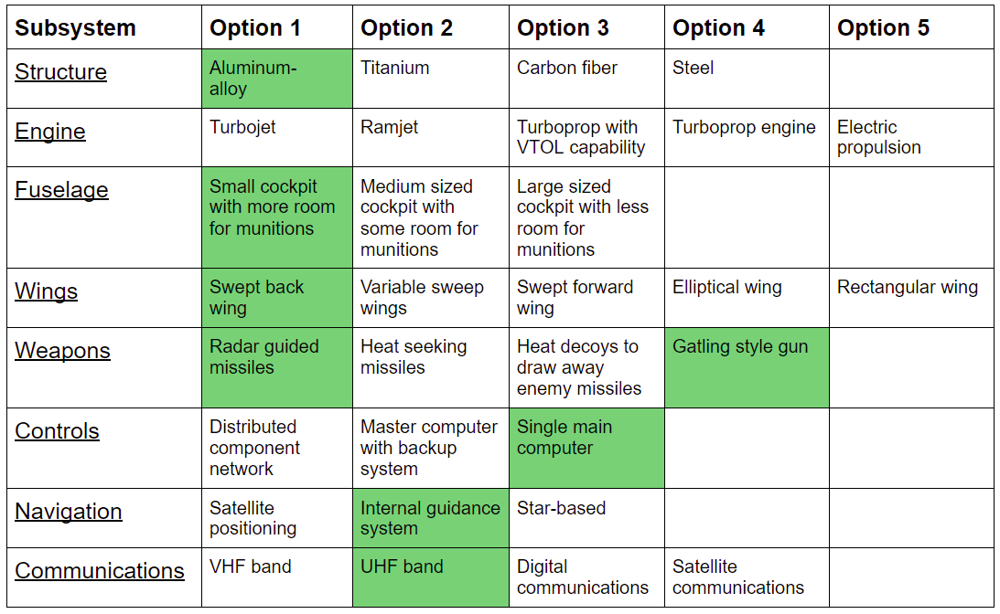 Subsystem Option 1 Option 2 Option 3 Option 4 Option 5
Structure
Aluminum-
alloy
Titanium
Carbon fiber
Steel
Engine
Turbojet
Ramjet
Turboprop with
VTOL capability
Turboprop engine
Electric
propulsion
Fuselage
Small cockpit
with more room
for munitions
Medium sized
cockpit with
some room for
munitions
Large sized
cockpit with less
room for
munitions
Wings
Swept back
wing
Variable sweep
wings
Swept forward
wing
Elliptical wing
Rectangular wing
Weapons
Radar guided
missiles
Heat seeking
missiles
Heat decoys to
draw away
enemy missiles
Gatling style gun
Controls
Distributed
component
network
Master computer
with backup
system
Single main
computer
Navigation
Satellite
positioning
Internal guidance
system
Star-based
Communications
VHF band
UHF band
Digital
communications
Satellite
communications